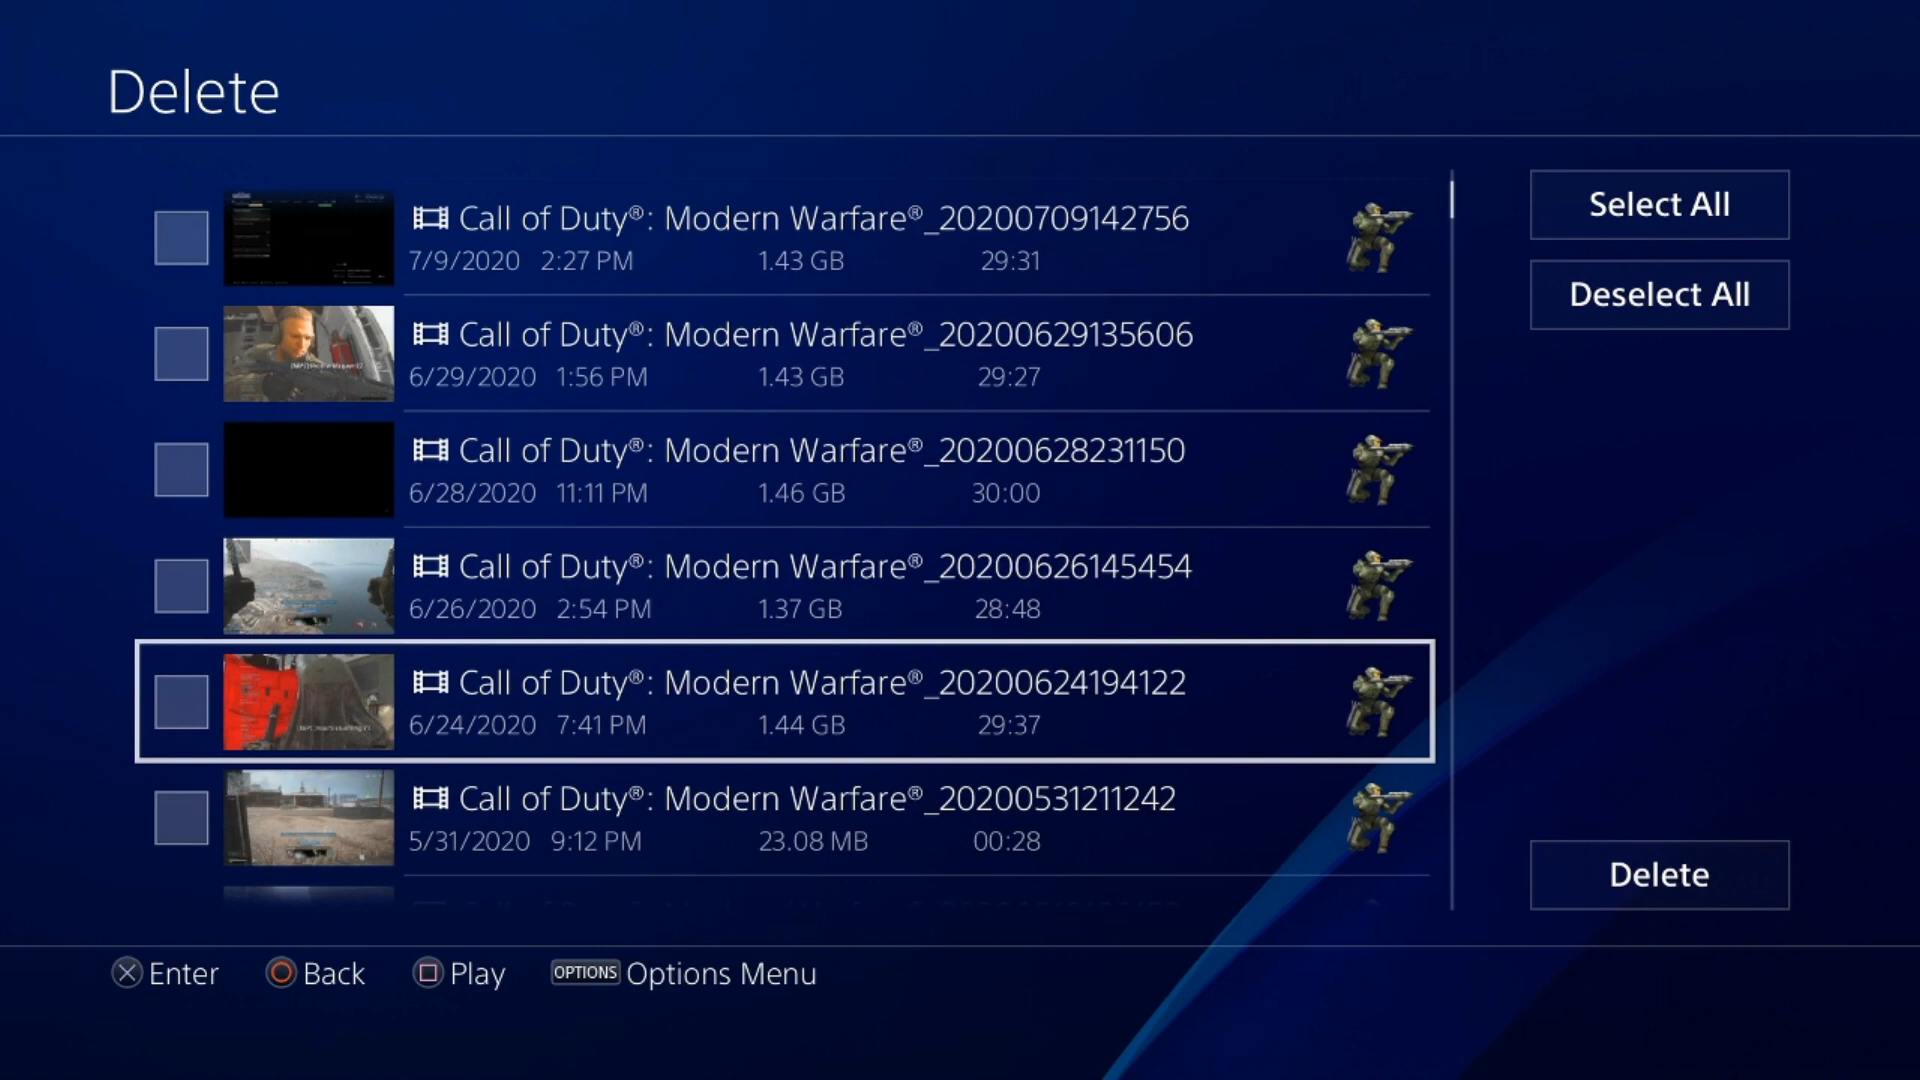 Delete
Call of Duty®: Modern Warfare®_20200709142756
7/9/2020 2:27 PM 1.43 GB 29:31
Call of Duty®: Modern Warfare®_20200629135606
6/29/2020 1:56 PM 1.43 GB 29:27
Call of Duty®: Modern Warfare®_20200628231150
6/28/2020 11:11 PM 1.46 GB 30:00
Call of Duty®: Modern Warfare®_20200626145454
6/26/2020 2:54 PM 1.37 GB 28:48
Call of Duty®: Modern Warfare®_20200624194122
6/24/2020 7:41 PM 1.44 GB 29:37
Call of Duty®: Modern Warfare®_20200531211242
5/31/2020 9:12 PM 23.08 MB 00:28
Select All
Deselect All
Delete
Enter Back Play OPTIONS Options Menu